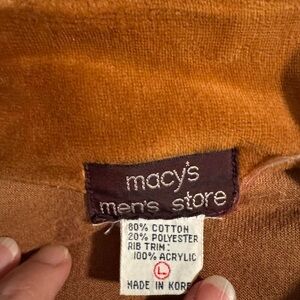 macy's
men's store
80% COTTON
20% POLYESTER
RIB TRIM:
100% ACRYLIC
L
MADE IN KOREA